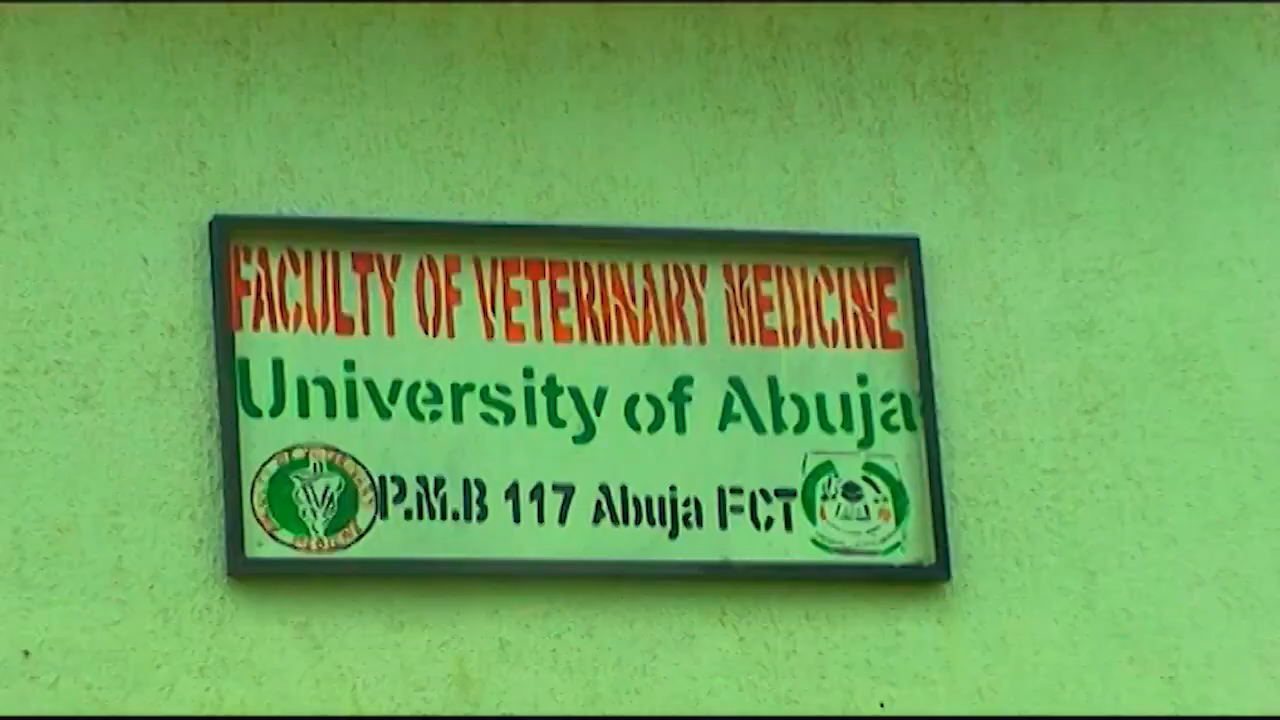 FACULTY OF VETERINARY MEDICINE
University of Abuja
P.M.B 117 Abuja FCT